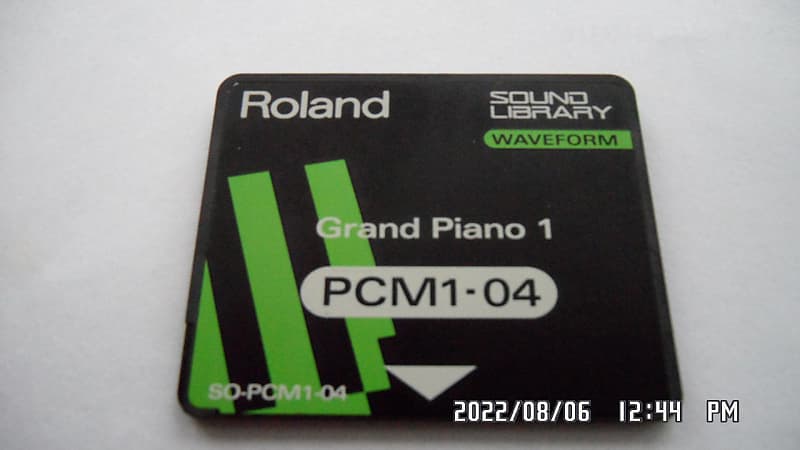 Roland
SOUND
LIBRARY
WAVEFORM
Grand Piano 1
PCM1-04
SO-PCM1-04
2022/08/06 12:44 PM